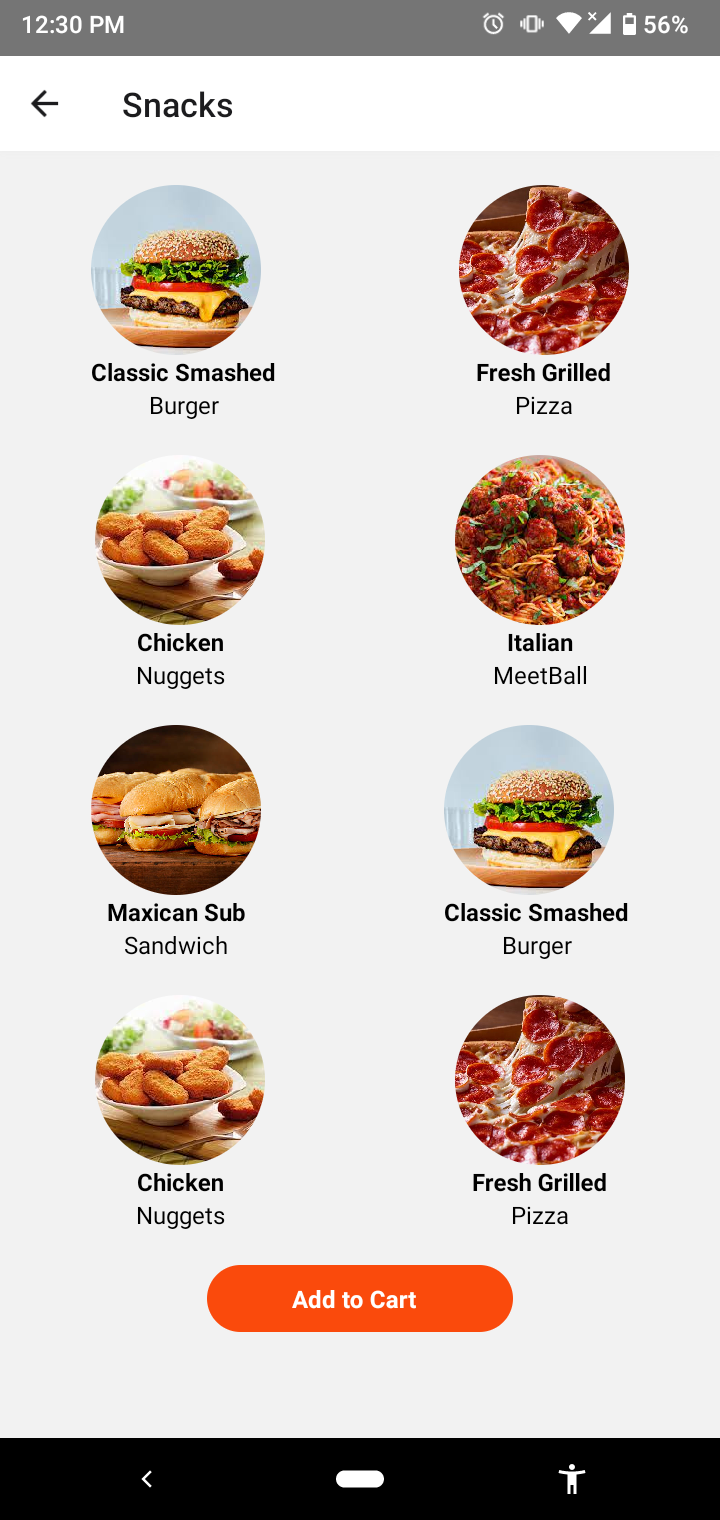 12:30 PM
56%
Snacks
Classic Smashed
Burger
Fresh Grilled
Pizza
Chicken
Nuggets
Italian
MeetBall
Maxican Sub
Sandwich
Classic Smashed
Burger
Chicken
Nuggets
Fresh Grilled
Pizza
Add to Cart